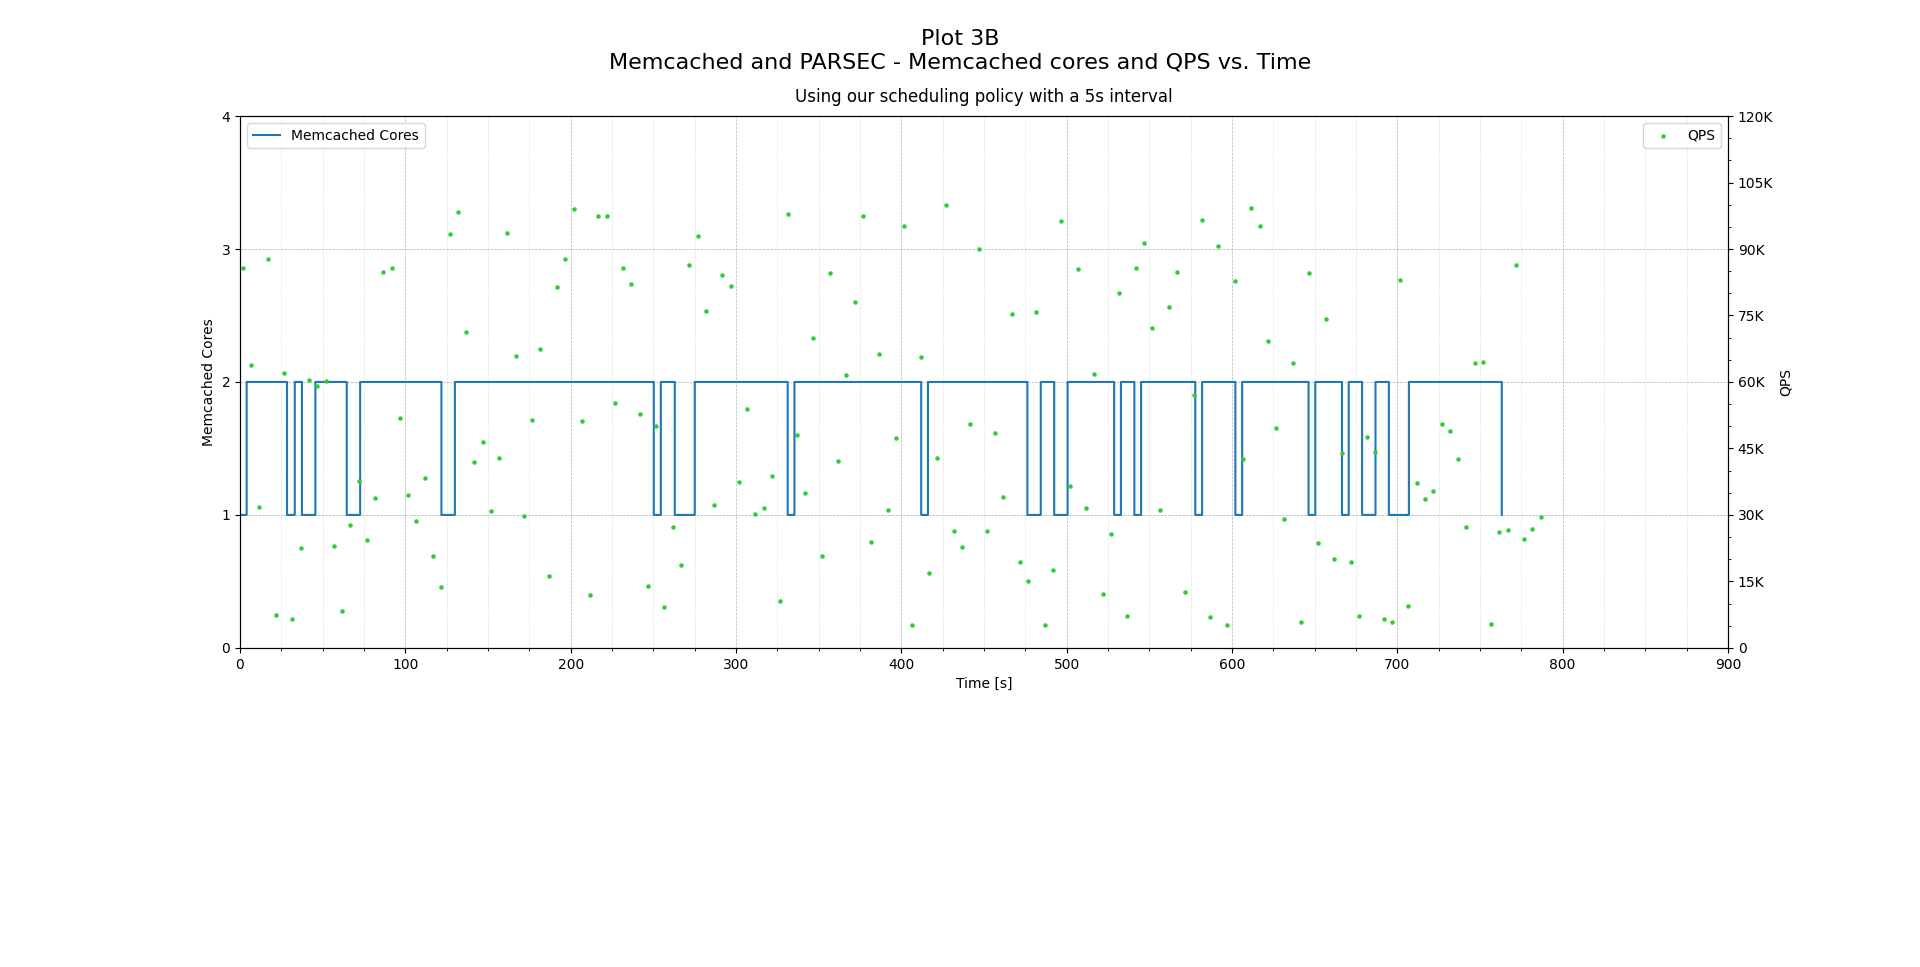 Plot 3B
Memcached and PARSEC - Memcached cores and QPS vs. Time
Using our scheduling policy with a 5s interval
Memcached Cores
QPS
4
3
2
1
0
Memcached Cores
120K
105K
90K
75K
60K
45K
30K
15K
0
QPS
0 100 200 300 400 500 600 700 800 900
Time [s]